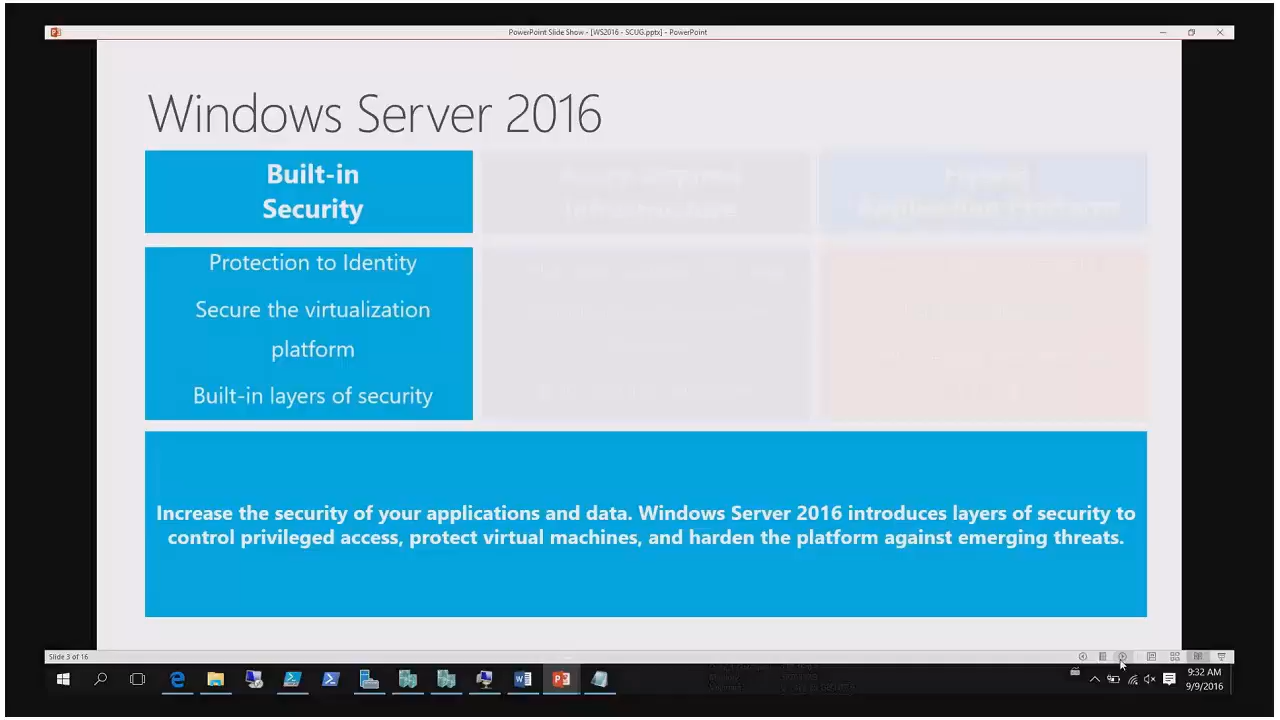 PowerPoint Slide Show - [WS2016 - SCUG.pptx] - PowerPoint
Windows Server 2016
Built-in
Security
Protection to Identity
Secure the virtualization
platform
Built-in layers of security
Application Platform
Increase the security of your applications and data. Windows Server 2016 introduces layers of security to
control privileged access, protect virtual machines, and harden the platform against emerging threats.
Slide 3 of 16
9:32 AM
9/9/2016